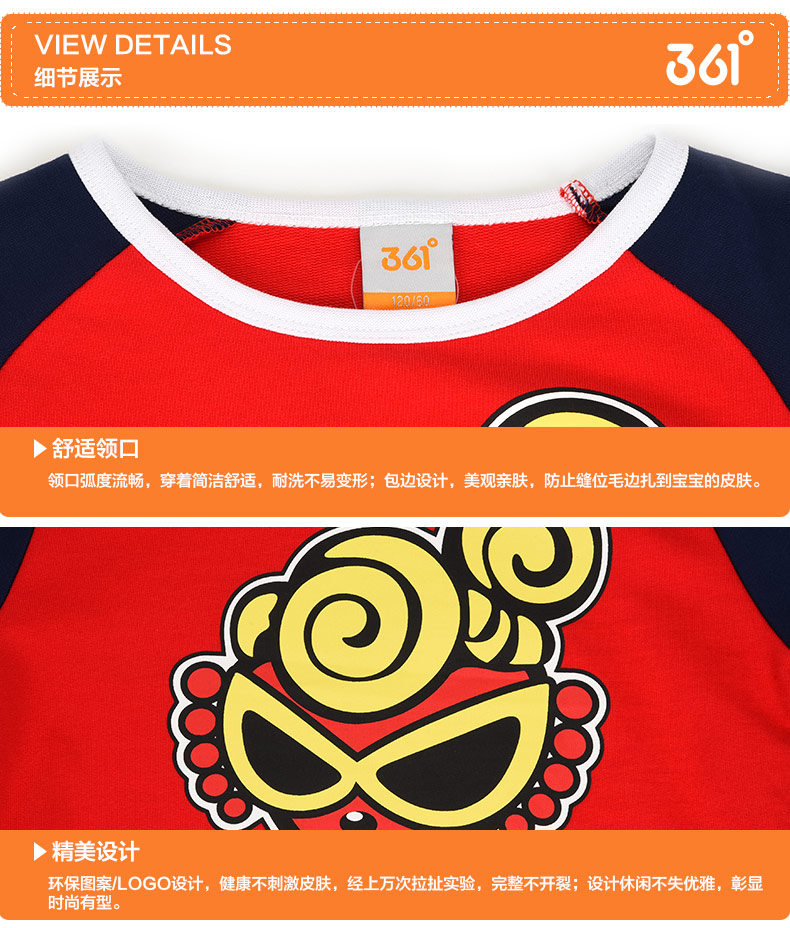 VIEW DETAILS
细节展示
361°
361°
120/60
舒适领口
领口弧度流畅，穿着简洁舒适，耐洗不易变形；包边设计，美观亲肤，防止缝位毛边扎到宝宝的皮肤。
精美设计
环保图案/LOGO设计，健康不刺激皮肤，经上万次拉扯实验，完整不开裂；设计休闲不失优雅，彰显
时尚有型。